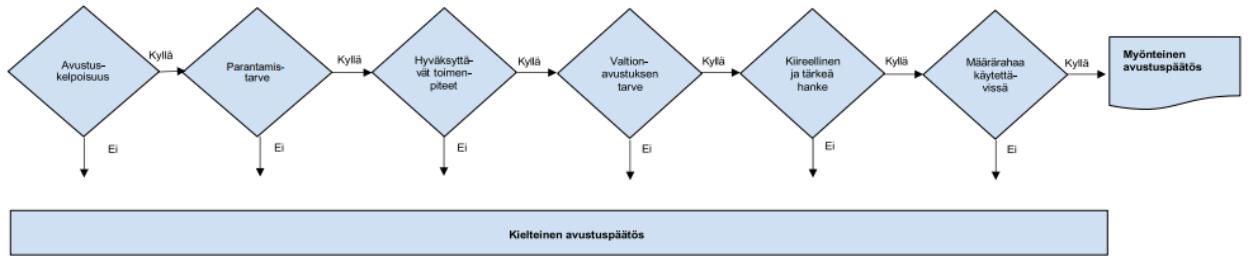 Avustus-
kelpoisuus
Kyllä
Parantamis-
tarve
Kyllä
Hyväksyttä-
vät toimen-
piteet
Kyllä
Valtion-
avustuksen
tarve
Kyllä
Kiireellinen
ja tärkeä
hanke
Kyllä
Määrärahaa
käytettä-
vissä
Kyllä
Myönteinen
avustuspäätös
Ei
Ei
Ei
Ei
Ei
Ei
Kielteinen avustuspäätös